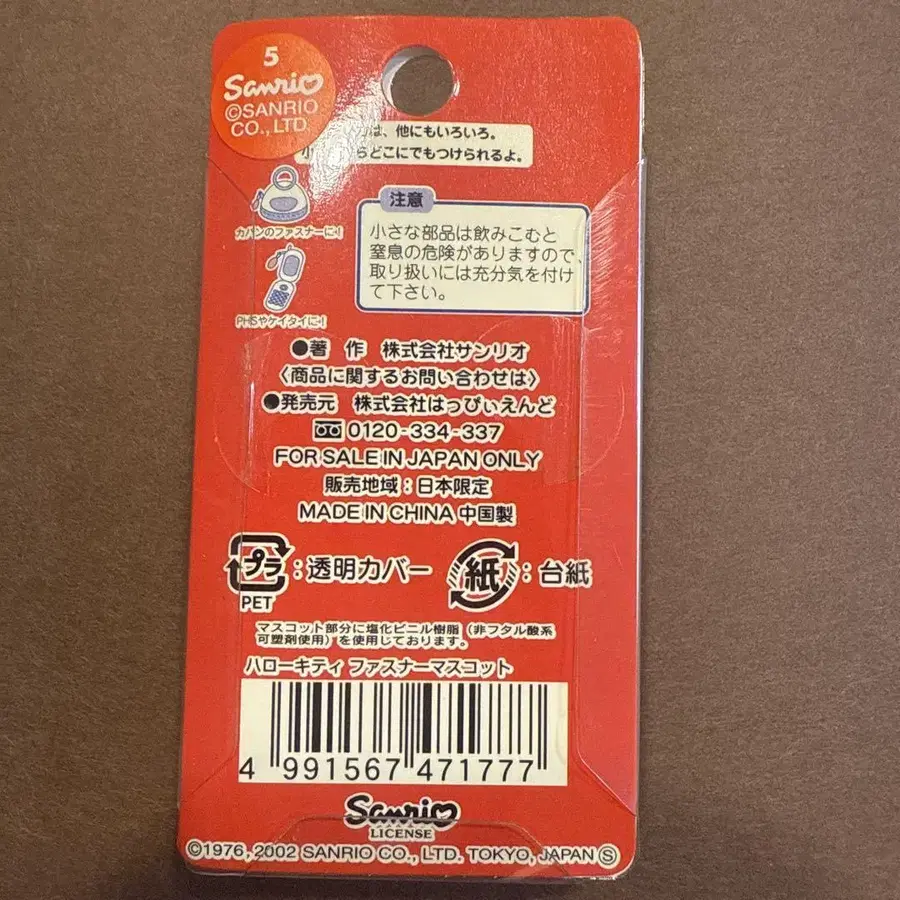 5
Sanrio
©SANRIO
CO., LTD.
は、他にもいろいろ。
らどこにでもつけられるよ。
注意
カバンのファスナーに!
小さな部品は飲みこむと
窒息の危険がありますので、
取り扱いには充分気を付け
て下さい。
PHSやケイタイに!
●著 作 株式会社サンリオ
〈商品に関するお問い合わせは〉
●発売元 株式会社はっぴぃえんど
0120-334-337
FOR SALE IN JAPAN ONLY
販売地域：日本限定
MADE IN CHINA 中国製
プラ：透明カバー 紙：台紙
PET
マスコット部分に塩化ビニル樹脂（非フタル酸系
可塑剤使用）を使用しております。
ハローキティ ファスナーマスコット
4 991567 471777
Sanrio
LICENSE
©1976, 2002 SANRIO CO., LTD. TOKYO, JAPAN Ⓢ